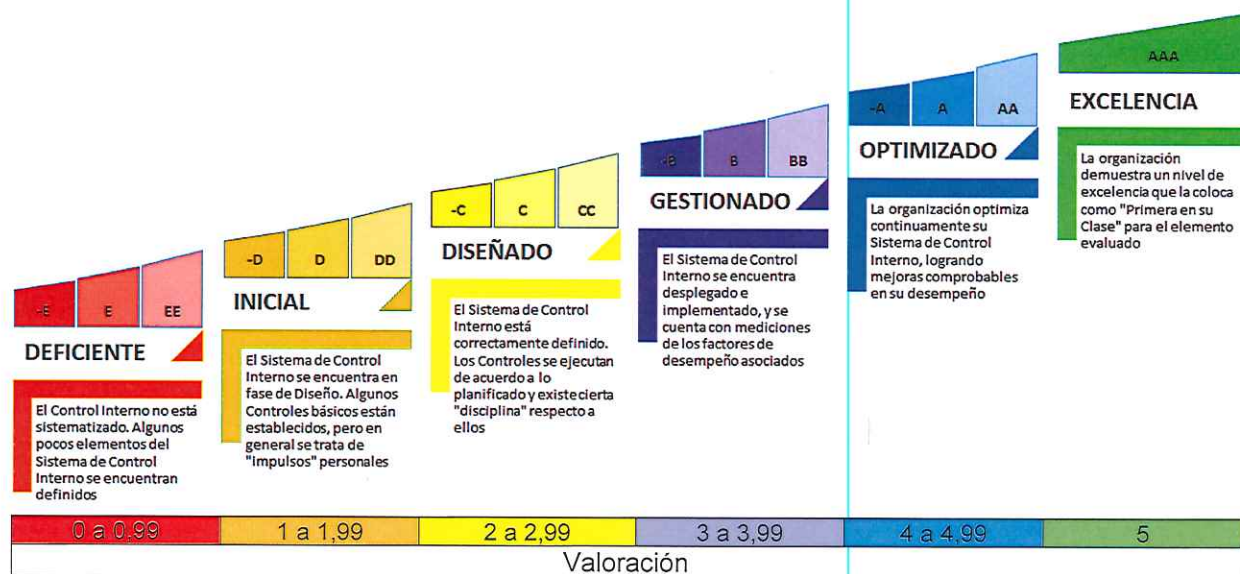 -E E EE
DEFICIENTE
El Control Interno no está
sistematizado. Algunos
pocos elementos del
Sistema de Control
Interno se encuentran
definidos
-D D DD
INICIAL
El Sistema de Control
Interno se encuentra en
fase de Diseño. Algunos
Controles básicos están
establecidos, pero en
general se trata de
"impulsos" personales
-C C CC
DISEÑADO
El Sistema de Control
Interno está
correctamente definido.
Los Controles se ejecutan
de acuerdo a lo
planificado y existe cierta
"disciplina" respecto a
ellos
-B B BB
GESTIONADO
El Sistema de Control
Interno se encuentra
desplegado e
implementado, y se
cuenta con mediciones
de los factores de
desempeño asociados
-A A AA
OPTIMIZADO
La organización optimiza
continuamente su
Sistema de Control
Interno, logrando
mejoras comprobables
en su desempeño
AAA
EXCELENCIA
La organización
demuestra un nivel de
excelencia que la coloca
como "Primera en su
Clase" para el elemento
evaluado
0 a 0,99 1 a 1,99 2 a 2,99 3 a 3,99 4 a 4,99 5
Valoración